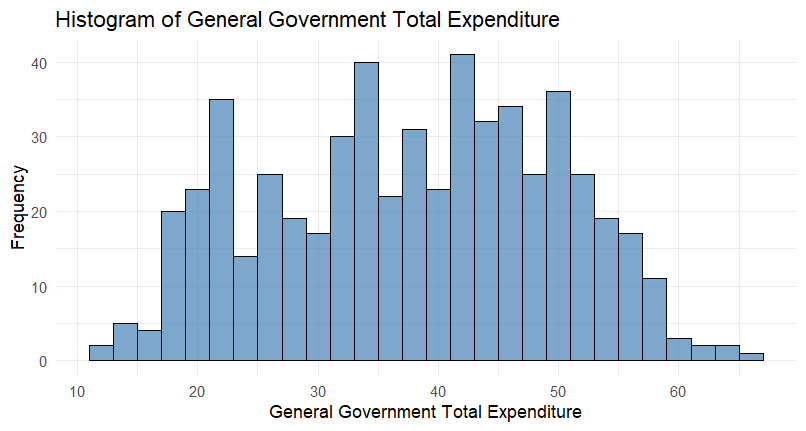 Histogram of General Government Total Expenditure
40
30
20
10
0
Frequency
10 20 30 40 50 60
General Government Total Expenditure